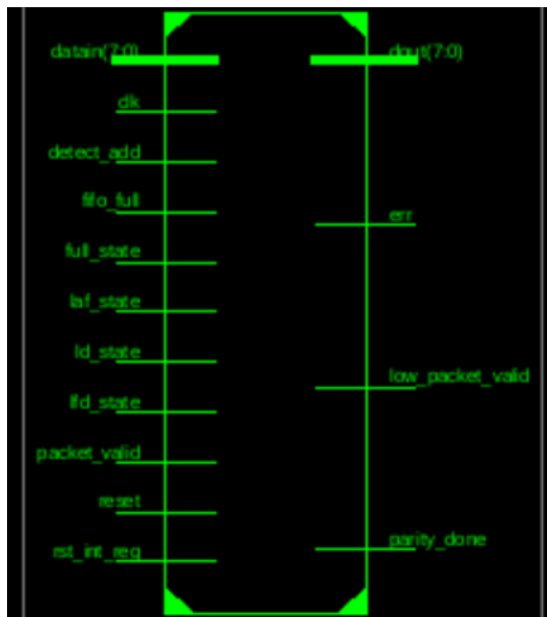 datain(7:0)
dout(7:0)
clk
detect_add
fifo_full
err
full_state
laf_state
ld_state
low_packet_valid
lfd_state
packet_valid
reset
parity_done
rst_int_reg